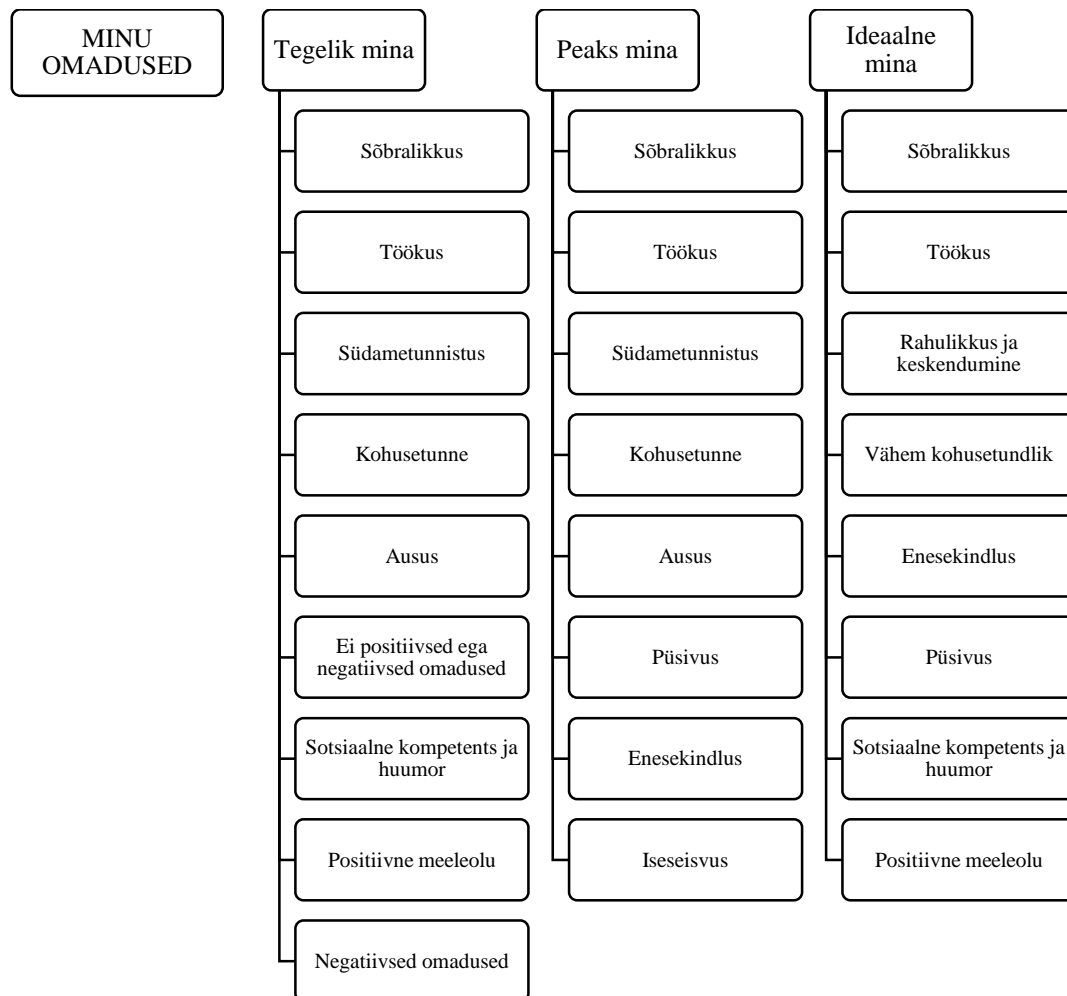 MINU
OMADUSED
Tegelik mina
Sõbralikkus
Töökus
Südametunnistus
Kohusetunne
Ausus
Ei positiivsed ega
negatiivsed omadused
Sotsiaalne kompetents ja
huumor
Positiivne meeleolu
Negatiivsed omadused
Peaks mina
Sõbralikkus
Töökus
Südametunnistus
Kohusetunne
Ausus
Püsivus
Enesekindlus
Iseseisvus
Ideaalne
mina
Sõbralikkus
Töökus
Rahulikkus ja
keskendumine
Vähem kohusetundlik
Enesekindlus
Püsivus
Sotsiaalne kompetents ja
huumor
Positiivne meeleolu